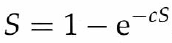 S = 1 − e^{−cS}